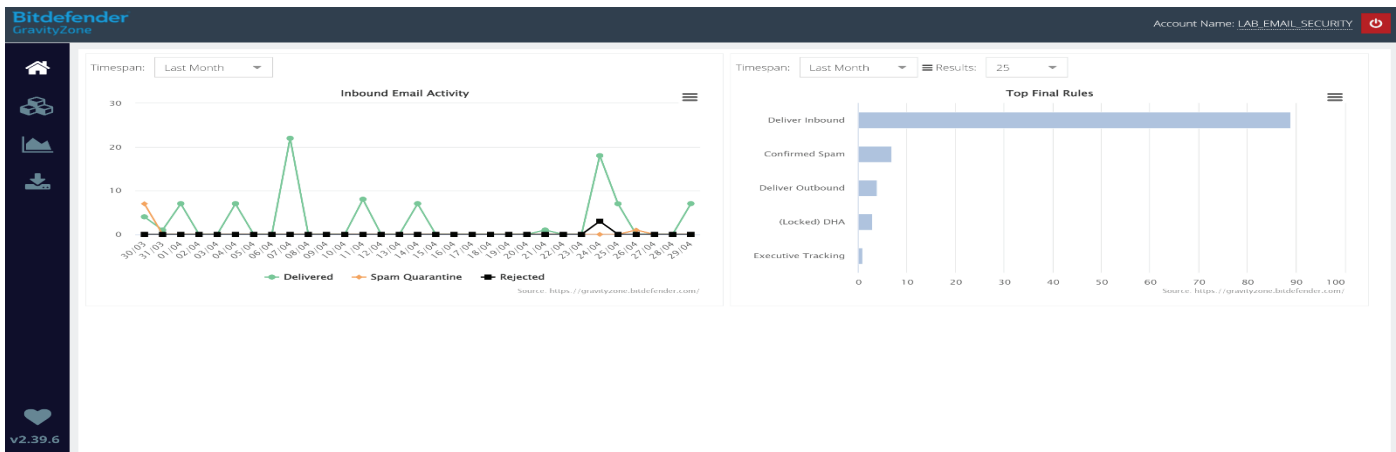 Bitdefender
GravityZone
Account Name: LAB_EMAIL_SECURITY
Timespan: Last Month
Inbound Email Activity
30
20
10
0
30/03 31/03 01/04 02/04 03/04 04/04 05/04 06/04 07/04 08/04 09/04 10/04 11/04 12/04 13/04 14/04 15/04 16/04 17/04 18/04 19/04 20/04 21/04 22/04 23/04 24/04 25/04 26/04 27/04 28/04 29/04
Delivered Spam Quarantine Rejected
Source: https://gravityzone.bitdefender.com/
Timespan: Last Month Results: 25
Top Final Rules
Deliver Inbound
Confirmed Spam
Deliver Outbound
(Locked) DHA
Executive Tracking
0 10 20 30 40 50 60 70 80 90 100
Source: https://gravityzone.bitdefender.com/
v2.39.6